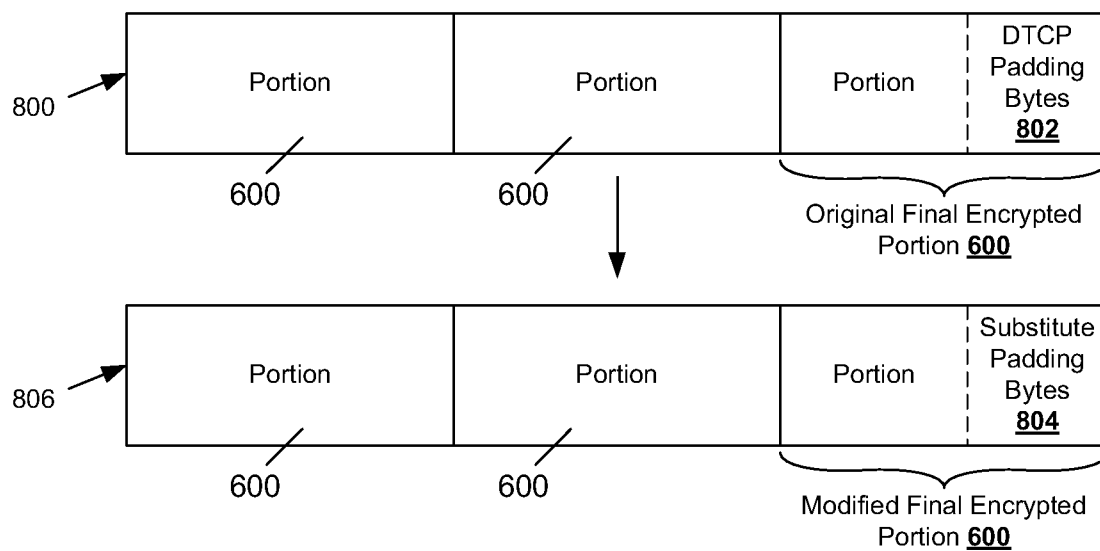 Portion
Portion
Portion
DTCP
Padding
Bytes
802
800
600
600
Original Final Encrypted
Portion 600
Portion
Portion
Portion
Substitute
Padding
Bytes
804
806
600
600
Modified Final Encrypted
Portion 600